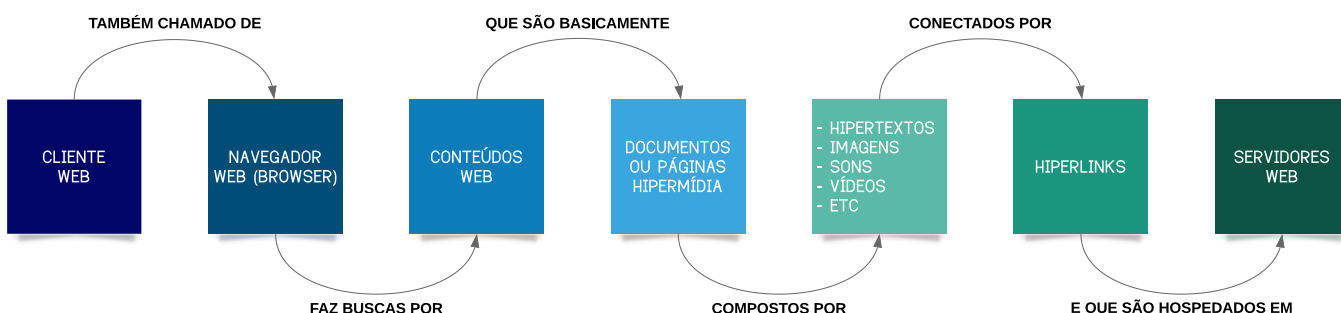 TAMBÉM CHAMADO DE
QUE SÃO BASICAMENTE
CONECTADOS POR
CLIENTE
WEB
NAVEGADOR
WEB (BROWSER)
CONTEÚDOS
WEB
DOCUMENTOS
OU PÁGINAS
HIPERMÍDIA
- HIPERTEXTOS
- IMAGENS
- SONS
- VÍDEOS
- ETC
HIPERLINKS
SERVIDORES
WEB
FAZ BUSCAS POR
COMPOSTOS POR
E QUE SÃO HOSPEDADOS EM